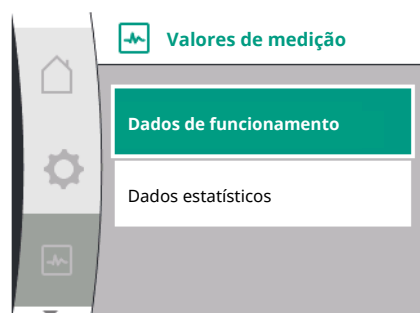 Valores de medição
Dados de funcionamento
Dados estatísticos